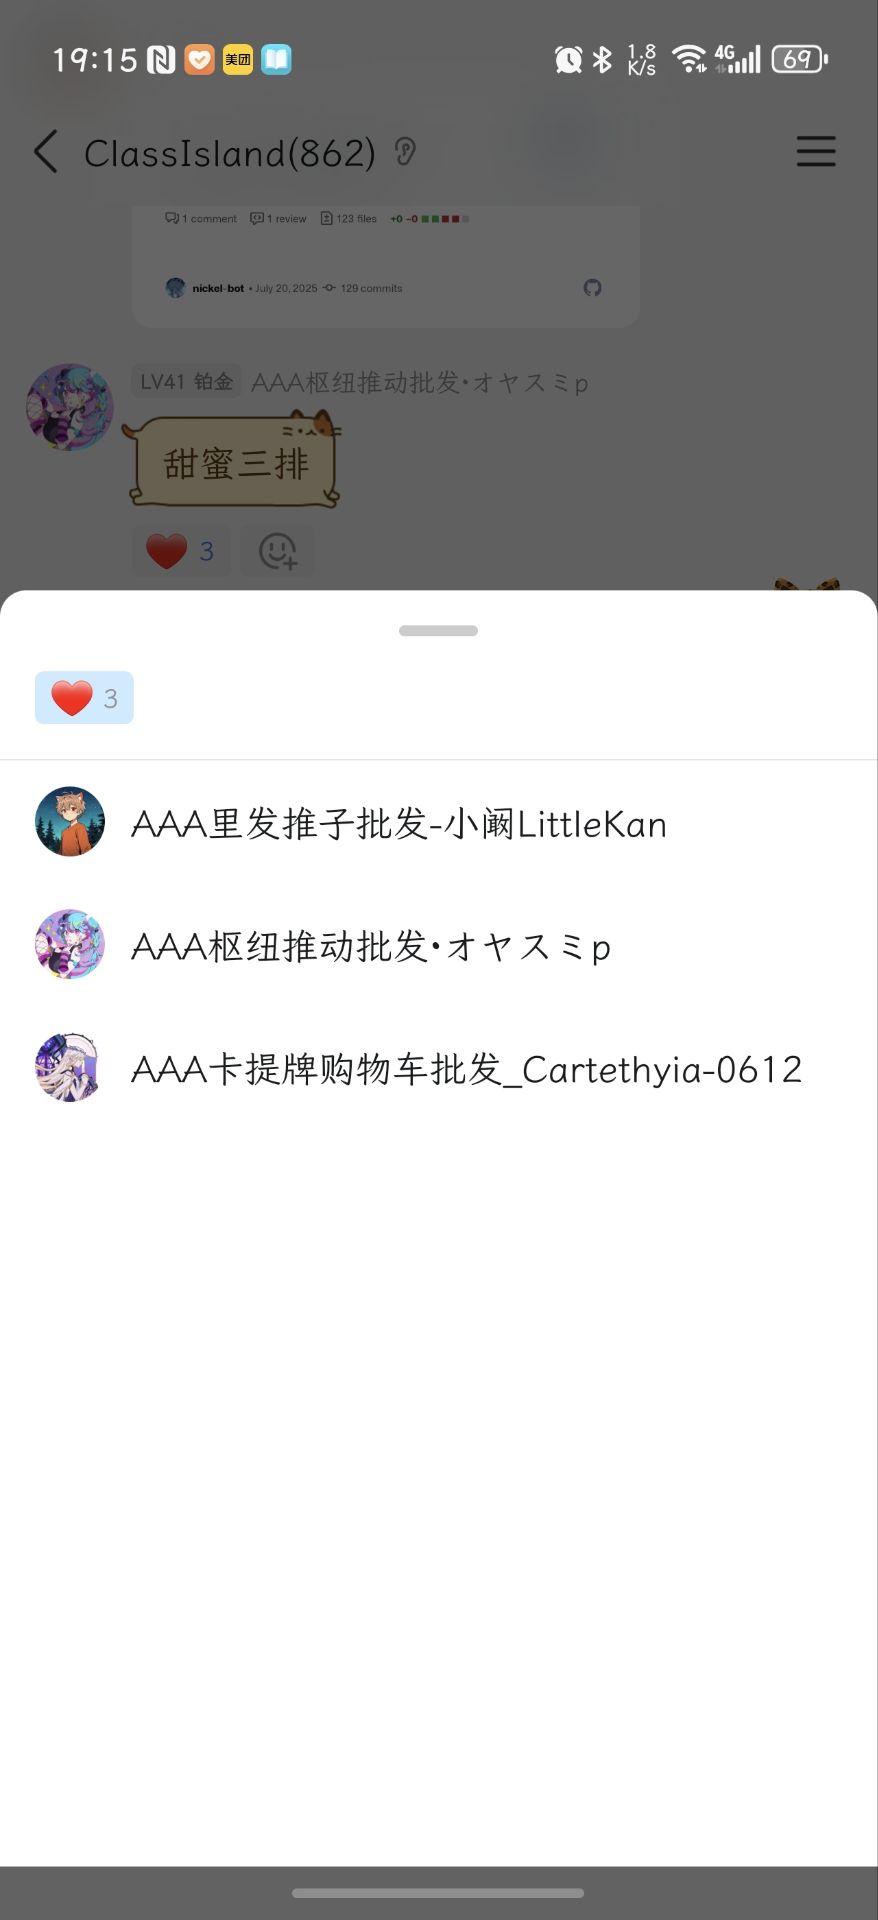 19:15 美团 1.8 K/s 4G 69
ClassIsland(862)
1 comment 1 review 123 files +0 -0
nickel-bot • July 20, 2025 129 commits
LV41 铂金 AAA枢纽推动批发·オヤスミp
甜蜜三排
3
3
AAA里发推子批发-小阚LittleKan
AAA枢纽推动批发·オヤスミp
AAA卡提牌购物车批发_Cartethyia-0612